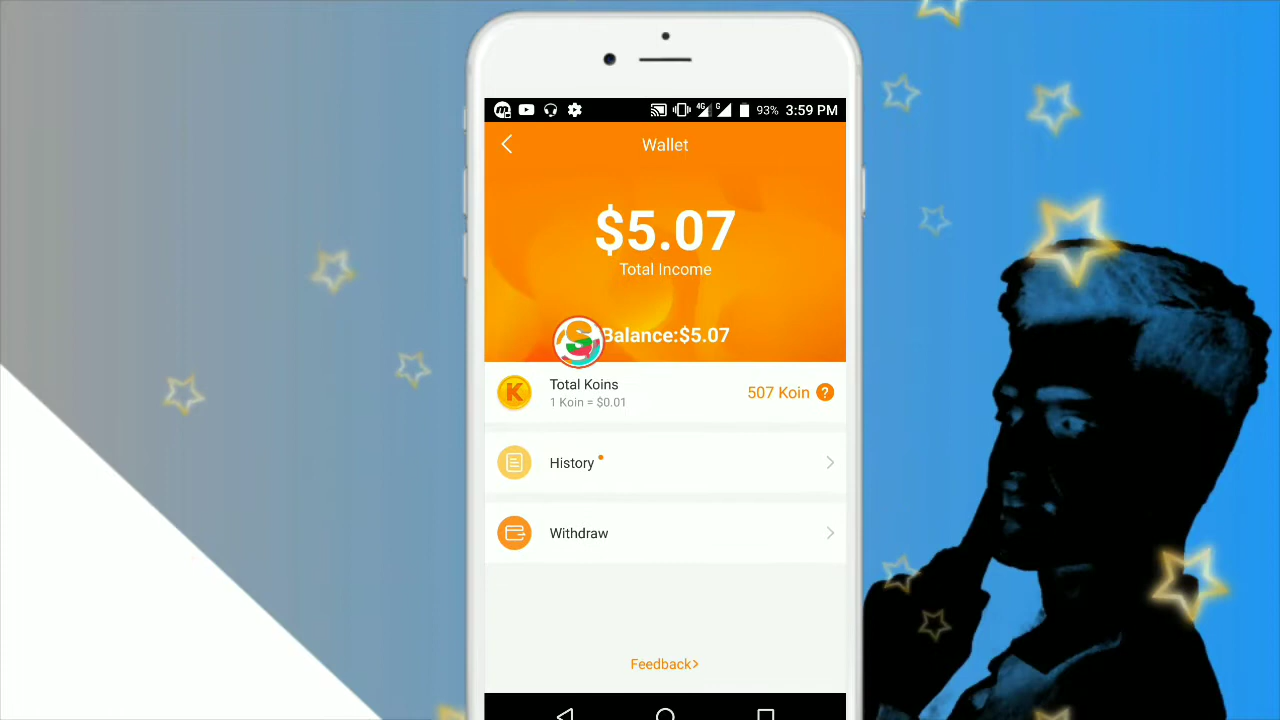 4G G 93% 3:59 PM
Wallet
$5.07
Total Income
Balance:$5.07
K Total Koins
1 Koin = $0.01
507 Koin ?
History
Withdraw
Feedback>